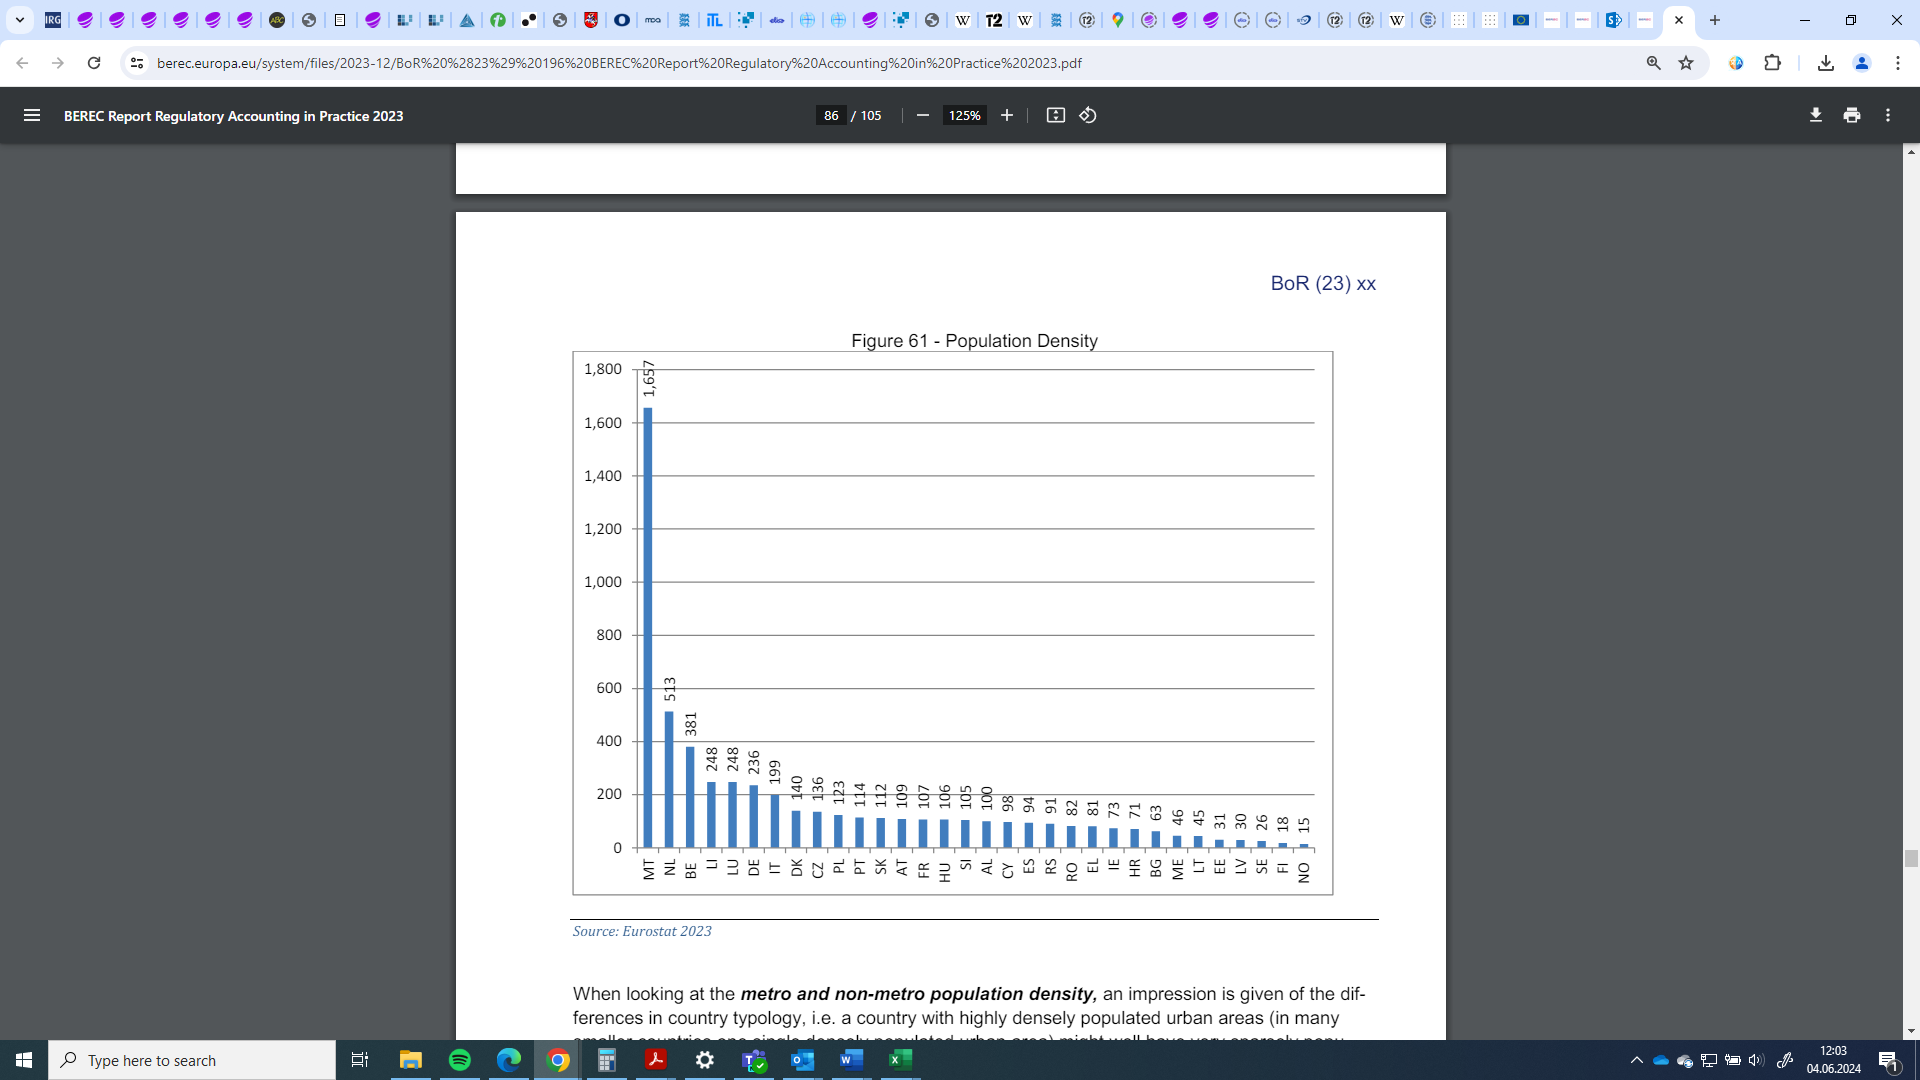 berec.europa.eu/system/files/2023-12/BoR%20%2823%29%20196%20BEREC%20Report%20Regulatory%20Accounting%20in%20Practice%202023.pdf
BEREC Report Regulatory Accounting in Practice 2023
86 / 105
125%
BoR (23) xx
Figure 61 - Population Density
1,800
1,600
1,400
1,200
1,000
800
600
400
200
0
1,657 513 381 248 248 236 199 140 136 123 114 112 109 107 106 105 100 98 94 91 82 81 73 71 63 46 45 31 30 26 18 15
MT NL BE LI LU DE IT DK CZ PL PT SK AT FR HU SI AL CY ES RS RO EL IE HR BG ME LT EE LV SE FI NO
Source: Eurostat 2023
When looking at the metro and non-metro population density, an impression is given of the dif-
ferences in country typology, i.e. a country with highly densely populated urban areas (in many
Type here to search
12:03
04.06.2024
1